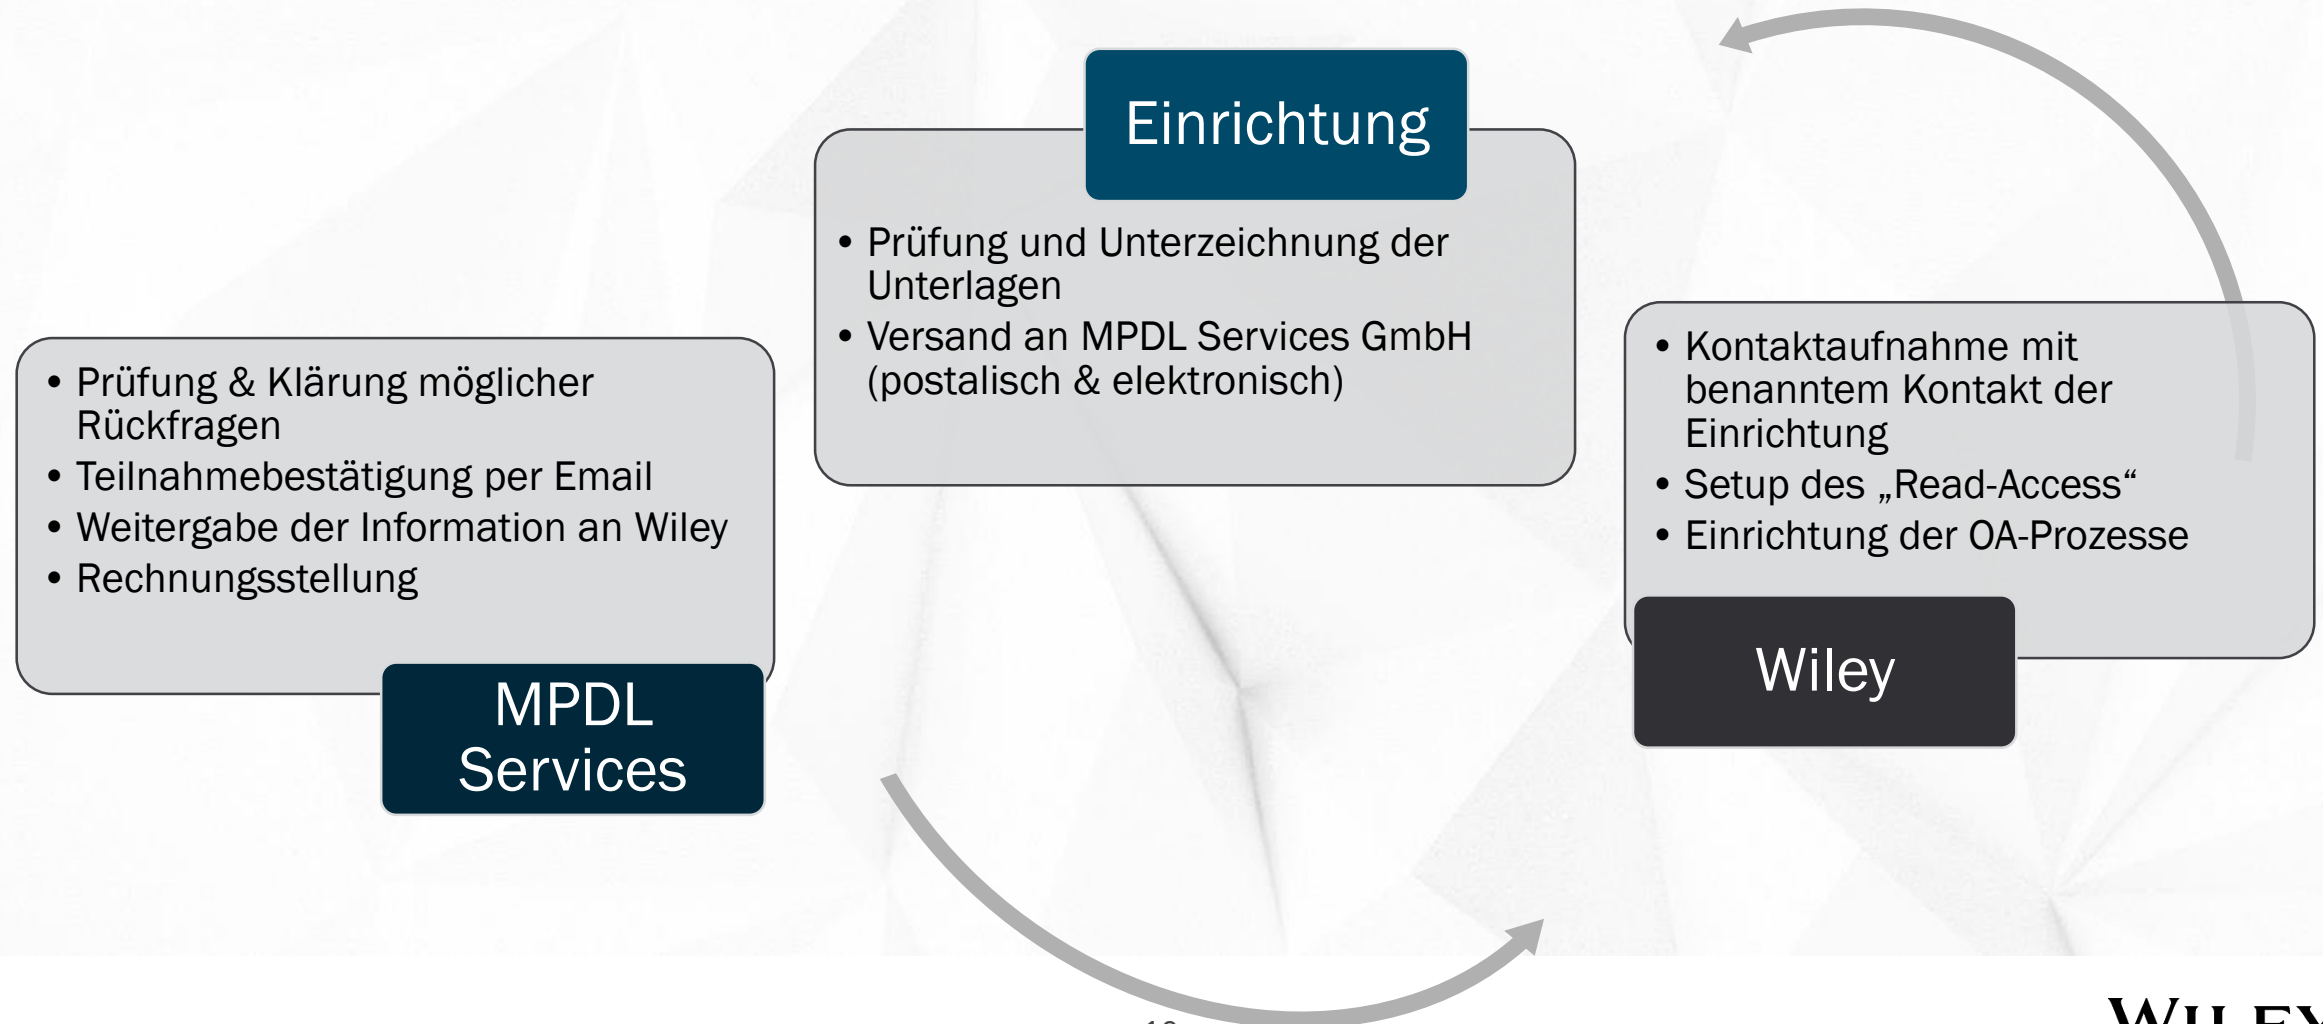 Einrichtung
• Prüfung und Unterzeichnung der
Unterlagen
• Versand an MPDL Services GmbH
(postalisch & elektronisch)
• Prüfung & Klärung möglicher
Rückfragen
• Teilnahmebestätigung per Email
• Weitergabe der Information an Wiley
• Rechnungsstellung
MPDL
Services
• Kontaktaufnahme mit
benanntem Kontakt der
Einrichtung
• Setup des „Read-Access“
• Einrichtung der OA-Prozesse
Wiley
WILEY